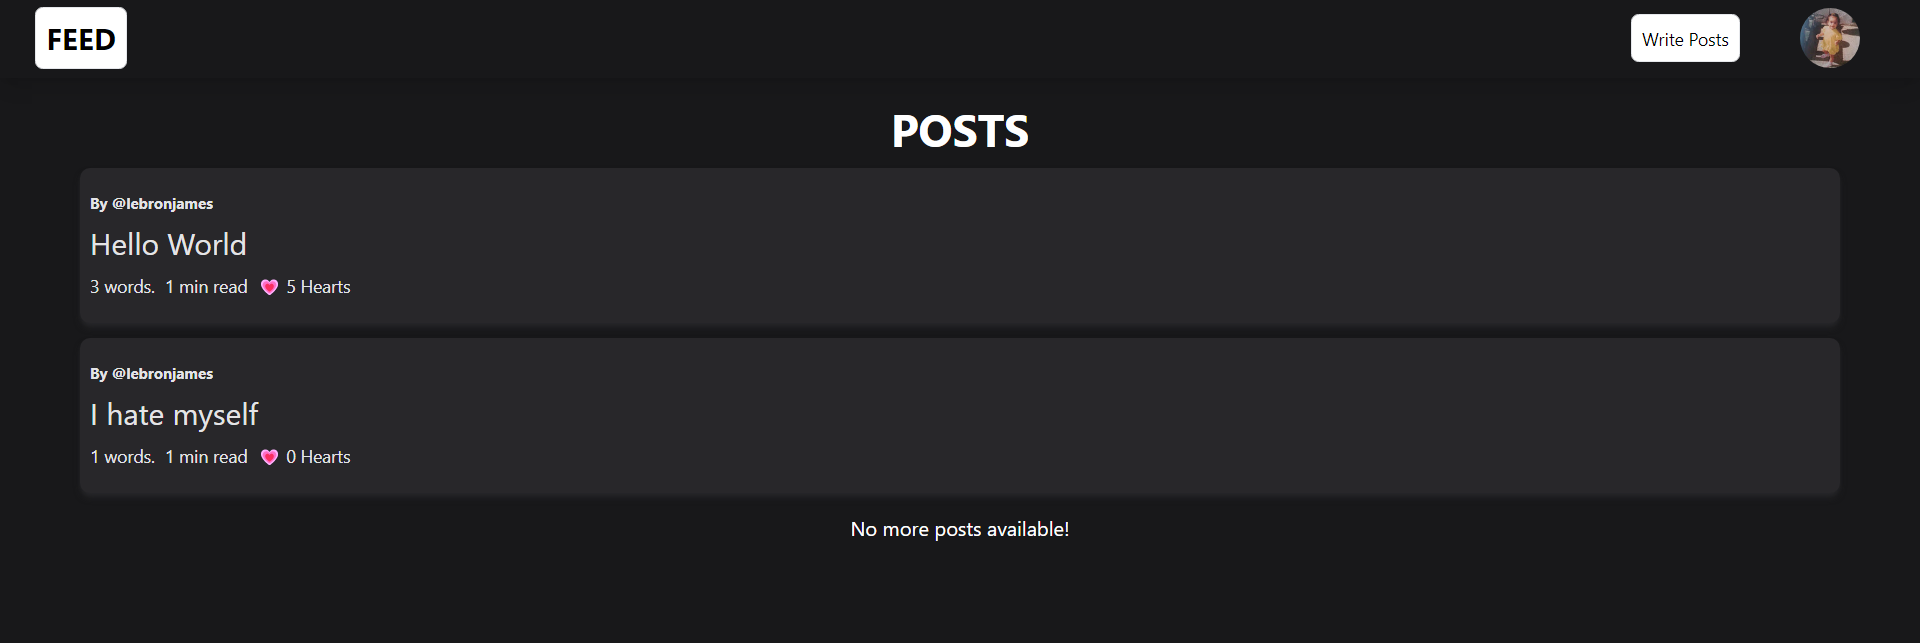 FEED
Write Posts
POSTS
By @lebronjames
Hello World
3 words. 1 min read 💗 5 Hearts
By @lebronjames
I hate myself
1 words. 1 min read 💗 0 Hearts
No more posts available!